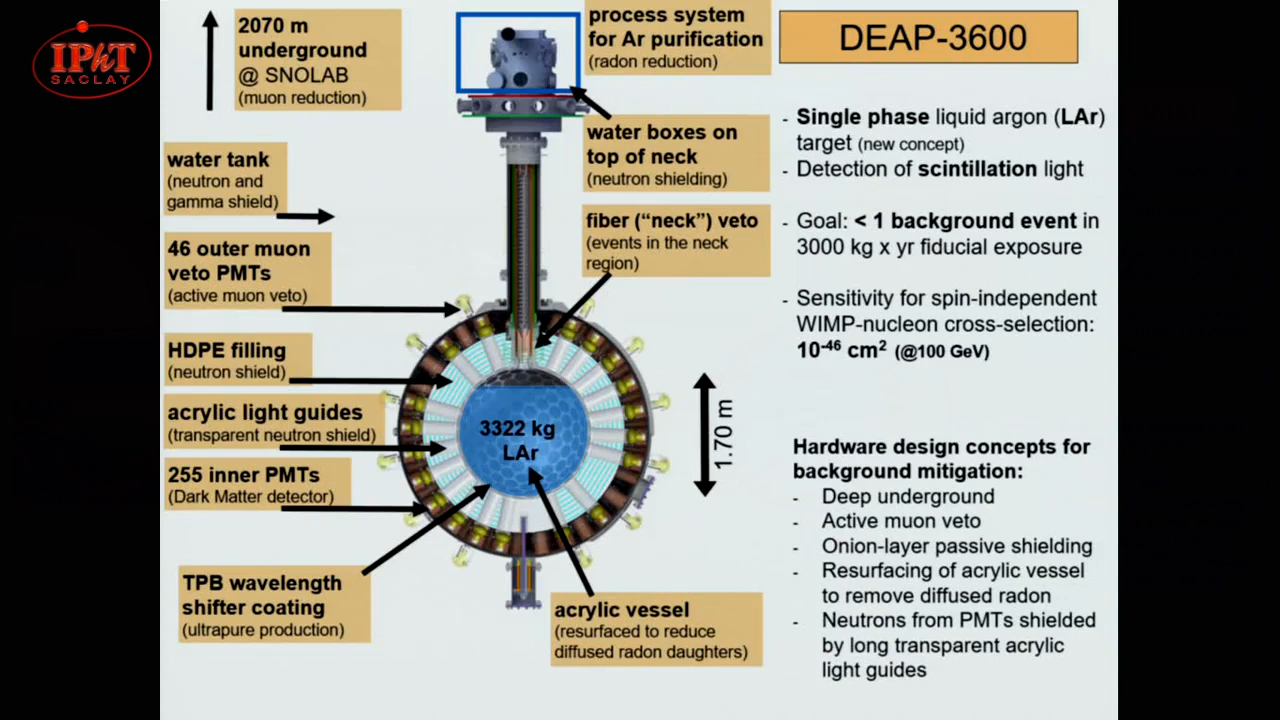 IPhT
SACLAY
2070 m
underground
@ SNOLAB
(muon reduction)
process system
for Ar purification
(radon reduction)
DEAP-3600
water boxes on
top of neck
(neutron shielding)
water tank
(neutron and
gamma shield)
fiber (“neck”) veto
(events in the neck
region)
46 outer muon
veto PMTs
(active muon veto)
HDPE filling
(neutron shield)
acrylic light guides
(transparent neutron shield)
255 inner PMTs
(Dark Matter detector)
3322 kg
LAr
1.70 m
TPB wavelength
shifter coating
(ultrapure production)
acrylic vessel
(resurfaced to reduce
diffused radon daughters)
- Single phase liquid argon (LAr)
target (new concept)
- Detection of scintillation light
- Goal: < 1 background event in
3000 kg x yr fiducial exposure
- Sensitivity for spin-independent
WIMP-nucleon cross-selection:
10⁻⁴⁶ cm² (@100 GeV)
Hardware design concepts for
background mitigation:
- Deep underground
- Active muon veto
- Onion-layer passive shielding
- Resurfacing of acrylic vessel
to remove diffused radon
- Neutrons from PMTs shielded
by long transparent acrylic
light guides